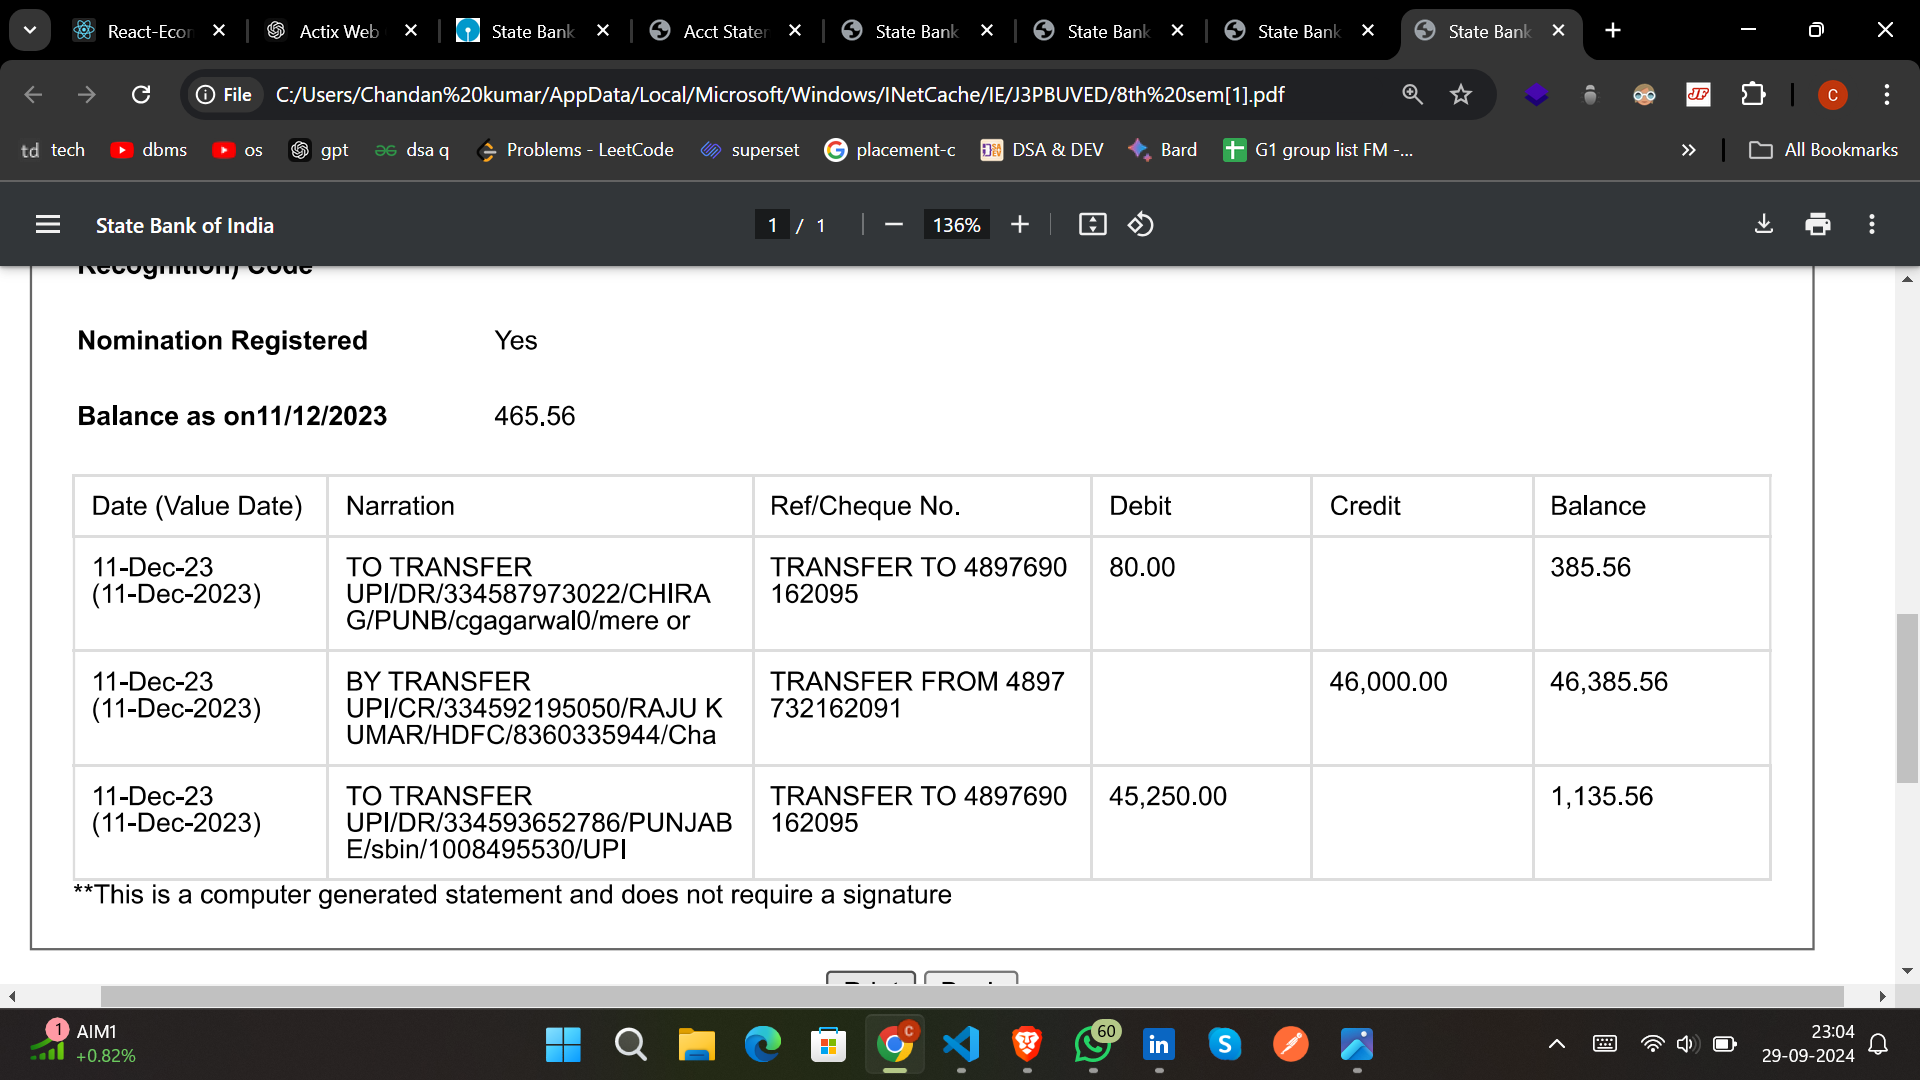 React-Ecor
Actix Web
State Bank
Acct Stater
State Bank
State Bank
State Bank
State Bank
File
C:/Users/Chandan%20kumar/AppData/Local/Microsoft/Windows/INetCache/IE/J3PBUVED/8th%20sem[1].pdf
C
td tech
dbms
os
gpt
dsa q
Problems - LeetCode
superset
placement-c
DSA & DEV
Bard
G1 group list FM -...
All Bookmarks
State Bank of India
1 / 1
136%
Recognition) Code
Nomination Registered Yes
Balance as on11/12/2023 465.56
Date (Value Date) Narration Ref/Cheque No. Debit Credit Balance
11-Dec-23
(11-Dec-2023)
TO TRANSFER
UPI/DR/334587973022/CHIRA
G/PUNB/cgagarwal0/mere or
TRANSFER TO 4897690
162095
80.00
385.56
11-Dec-23
(11-Dec-2023)
BY TRANSFER
UPI/CR/334592195050/RAJU K
UMAR/HDFC/8360335944/Cha
TRANSFER FROM 4897
732162091
46,000.00
46,385.56
11-Dec-23
(11-Dec-2023)
TO TRANSFER
UPI/DR/334593652786/PUNJAB
E/sbin/1008495530/UPI
TRANSFER TO 4897690
162095
45,250.00
1,135.56
**This is a computer generated statement and does not require a signature
1
AIM1
+0.82%
C
60
23:04
29-09-2024